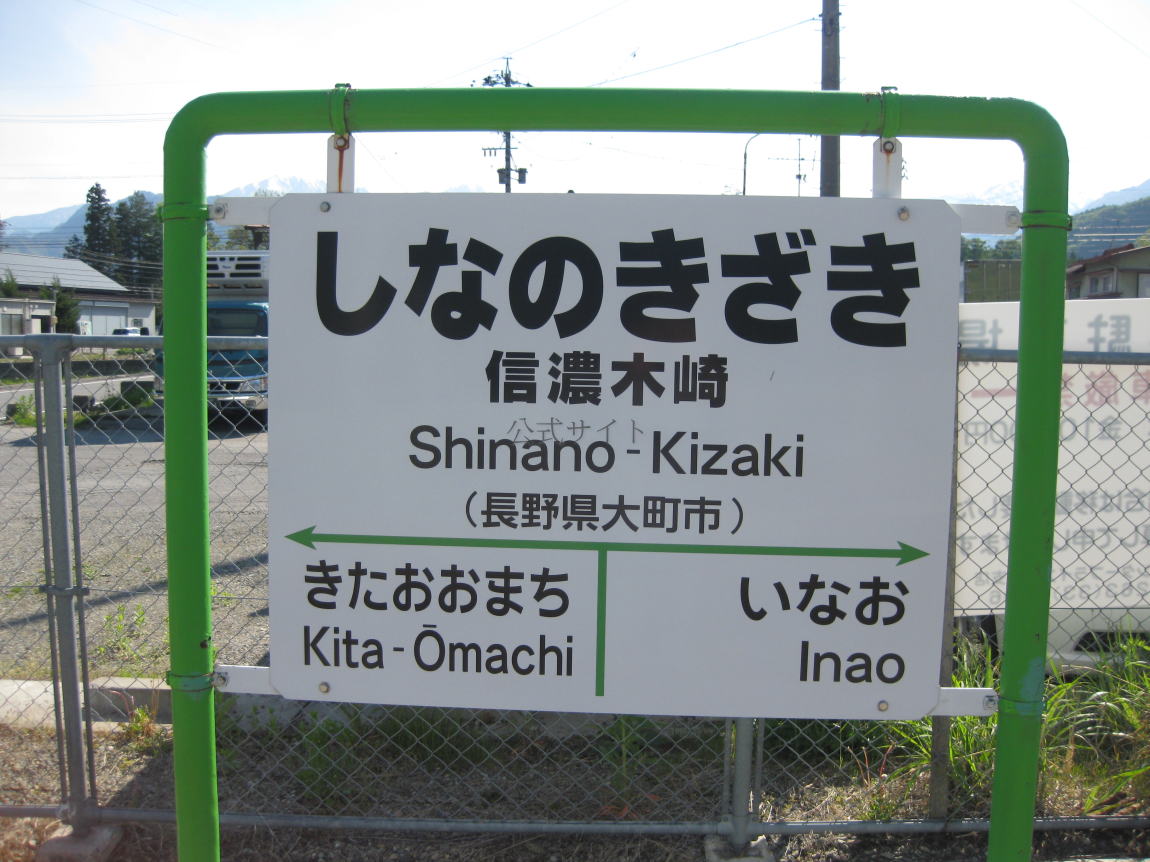 しなのきざき
信濃木崎
公式サイト
Shinano-Kizaki
（長野県大町市）
きたおおまち
Kita-Ōmachi
いなお
Inao